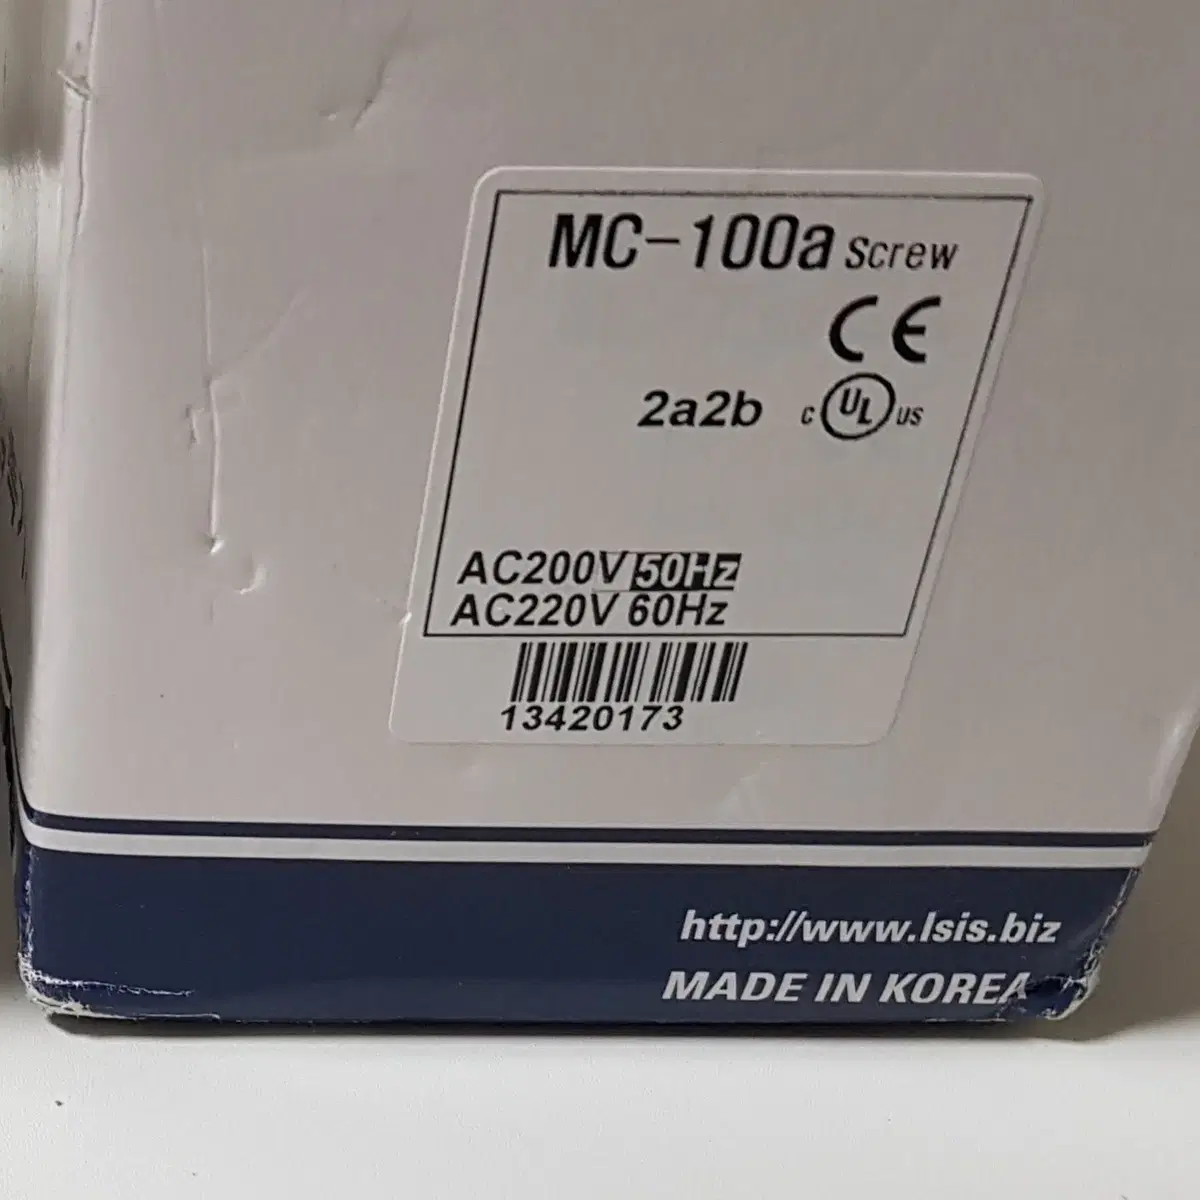 MC-100a Screw
CE
2a2b c UL us
AC200V 50Hz
AC220V 60Hz
13420173
http://www.lsis.biz
MADE IN KOREA